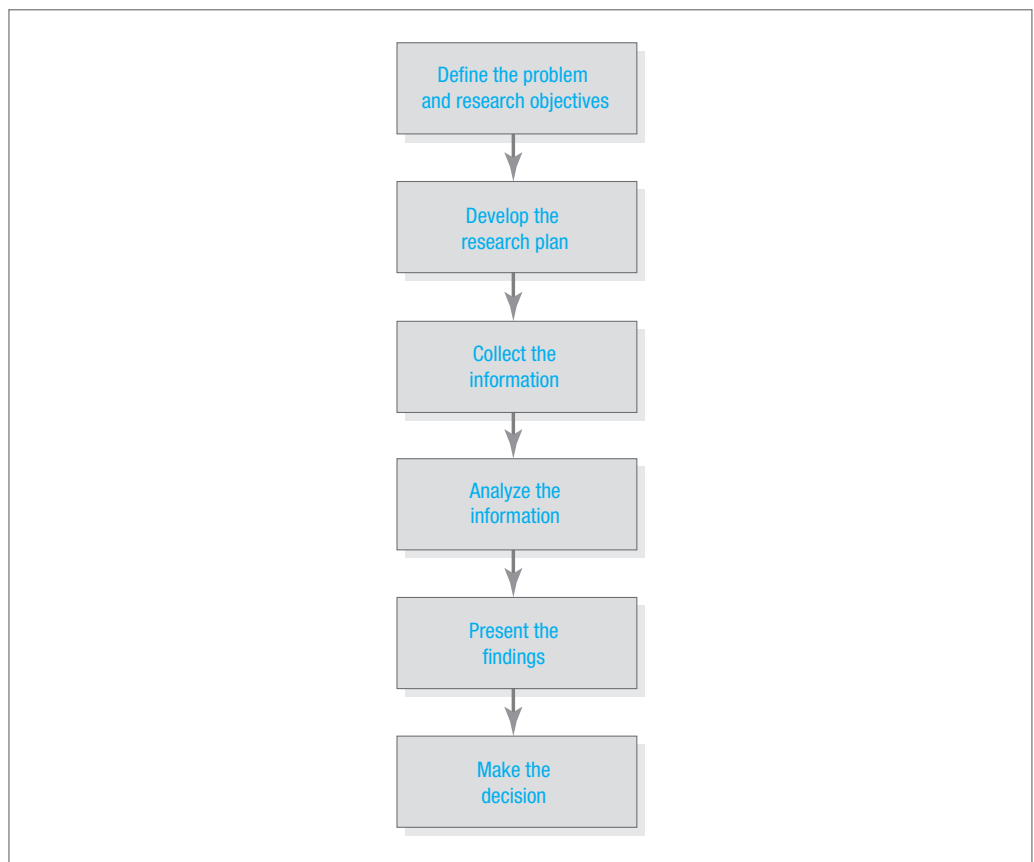 Define the problem
and research objectives
Develop the
research plan
Collect the
information
Analyze the
information
Present the
findings
Make the
decision